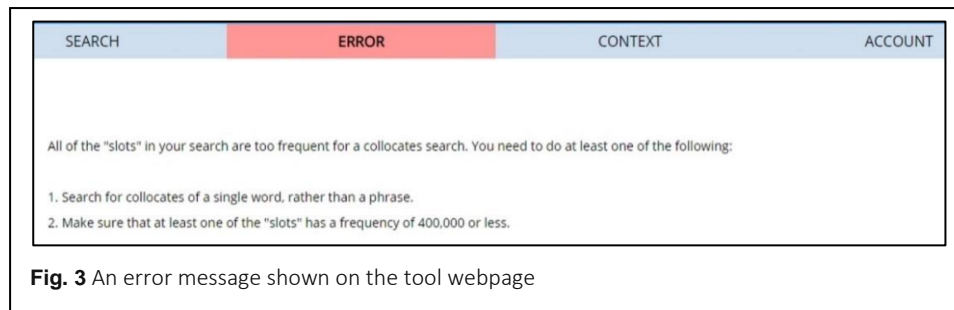 SEARCH ERROR CONTEXT ACCOUNT
All of the "slots" in your search are too frequent for a collocates search. You need to do at least one of the following:
1. Search for collocates of a single word, rather than a phrase.
2. Make sure that at least one of the "slots" has a frequency of 400,000 or less.
Fig. 3 An error message shown on the tool webpage